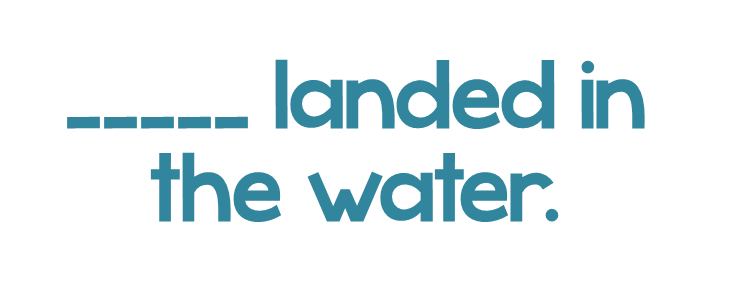 _____ landed in
the water.